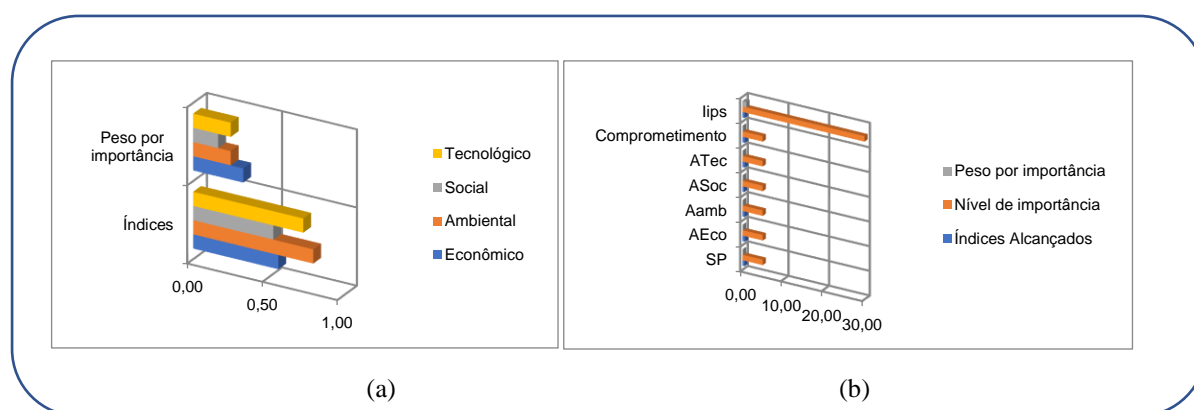 Peso por
importância
Índices
0,00
0,50
1,00
Tecnológico
Social
Ambiental
Econômico
(a)
Iips
Comprometimento
ATec
ASoc
Aamb
AEco
SP
0,00
10,00
20,00
30,00
Peso por importância
Nível de importância
Índices Alcançados
(b)